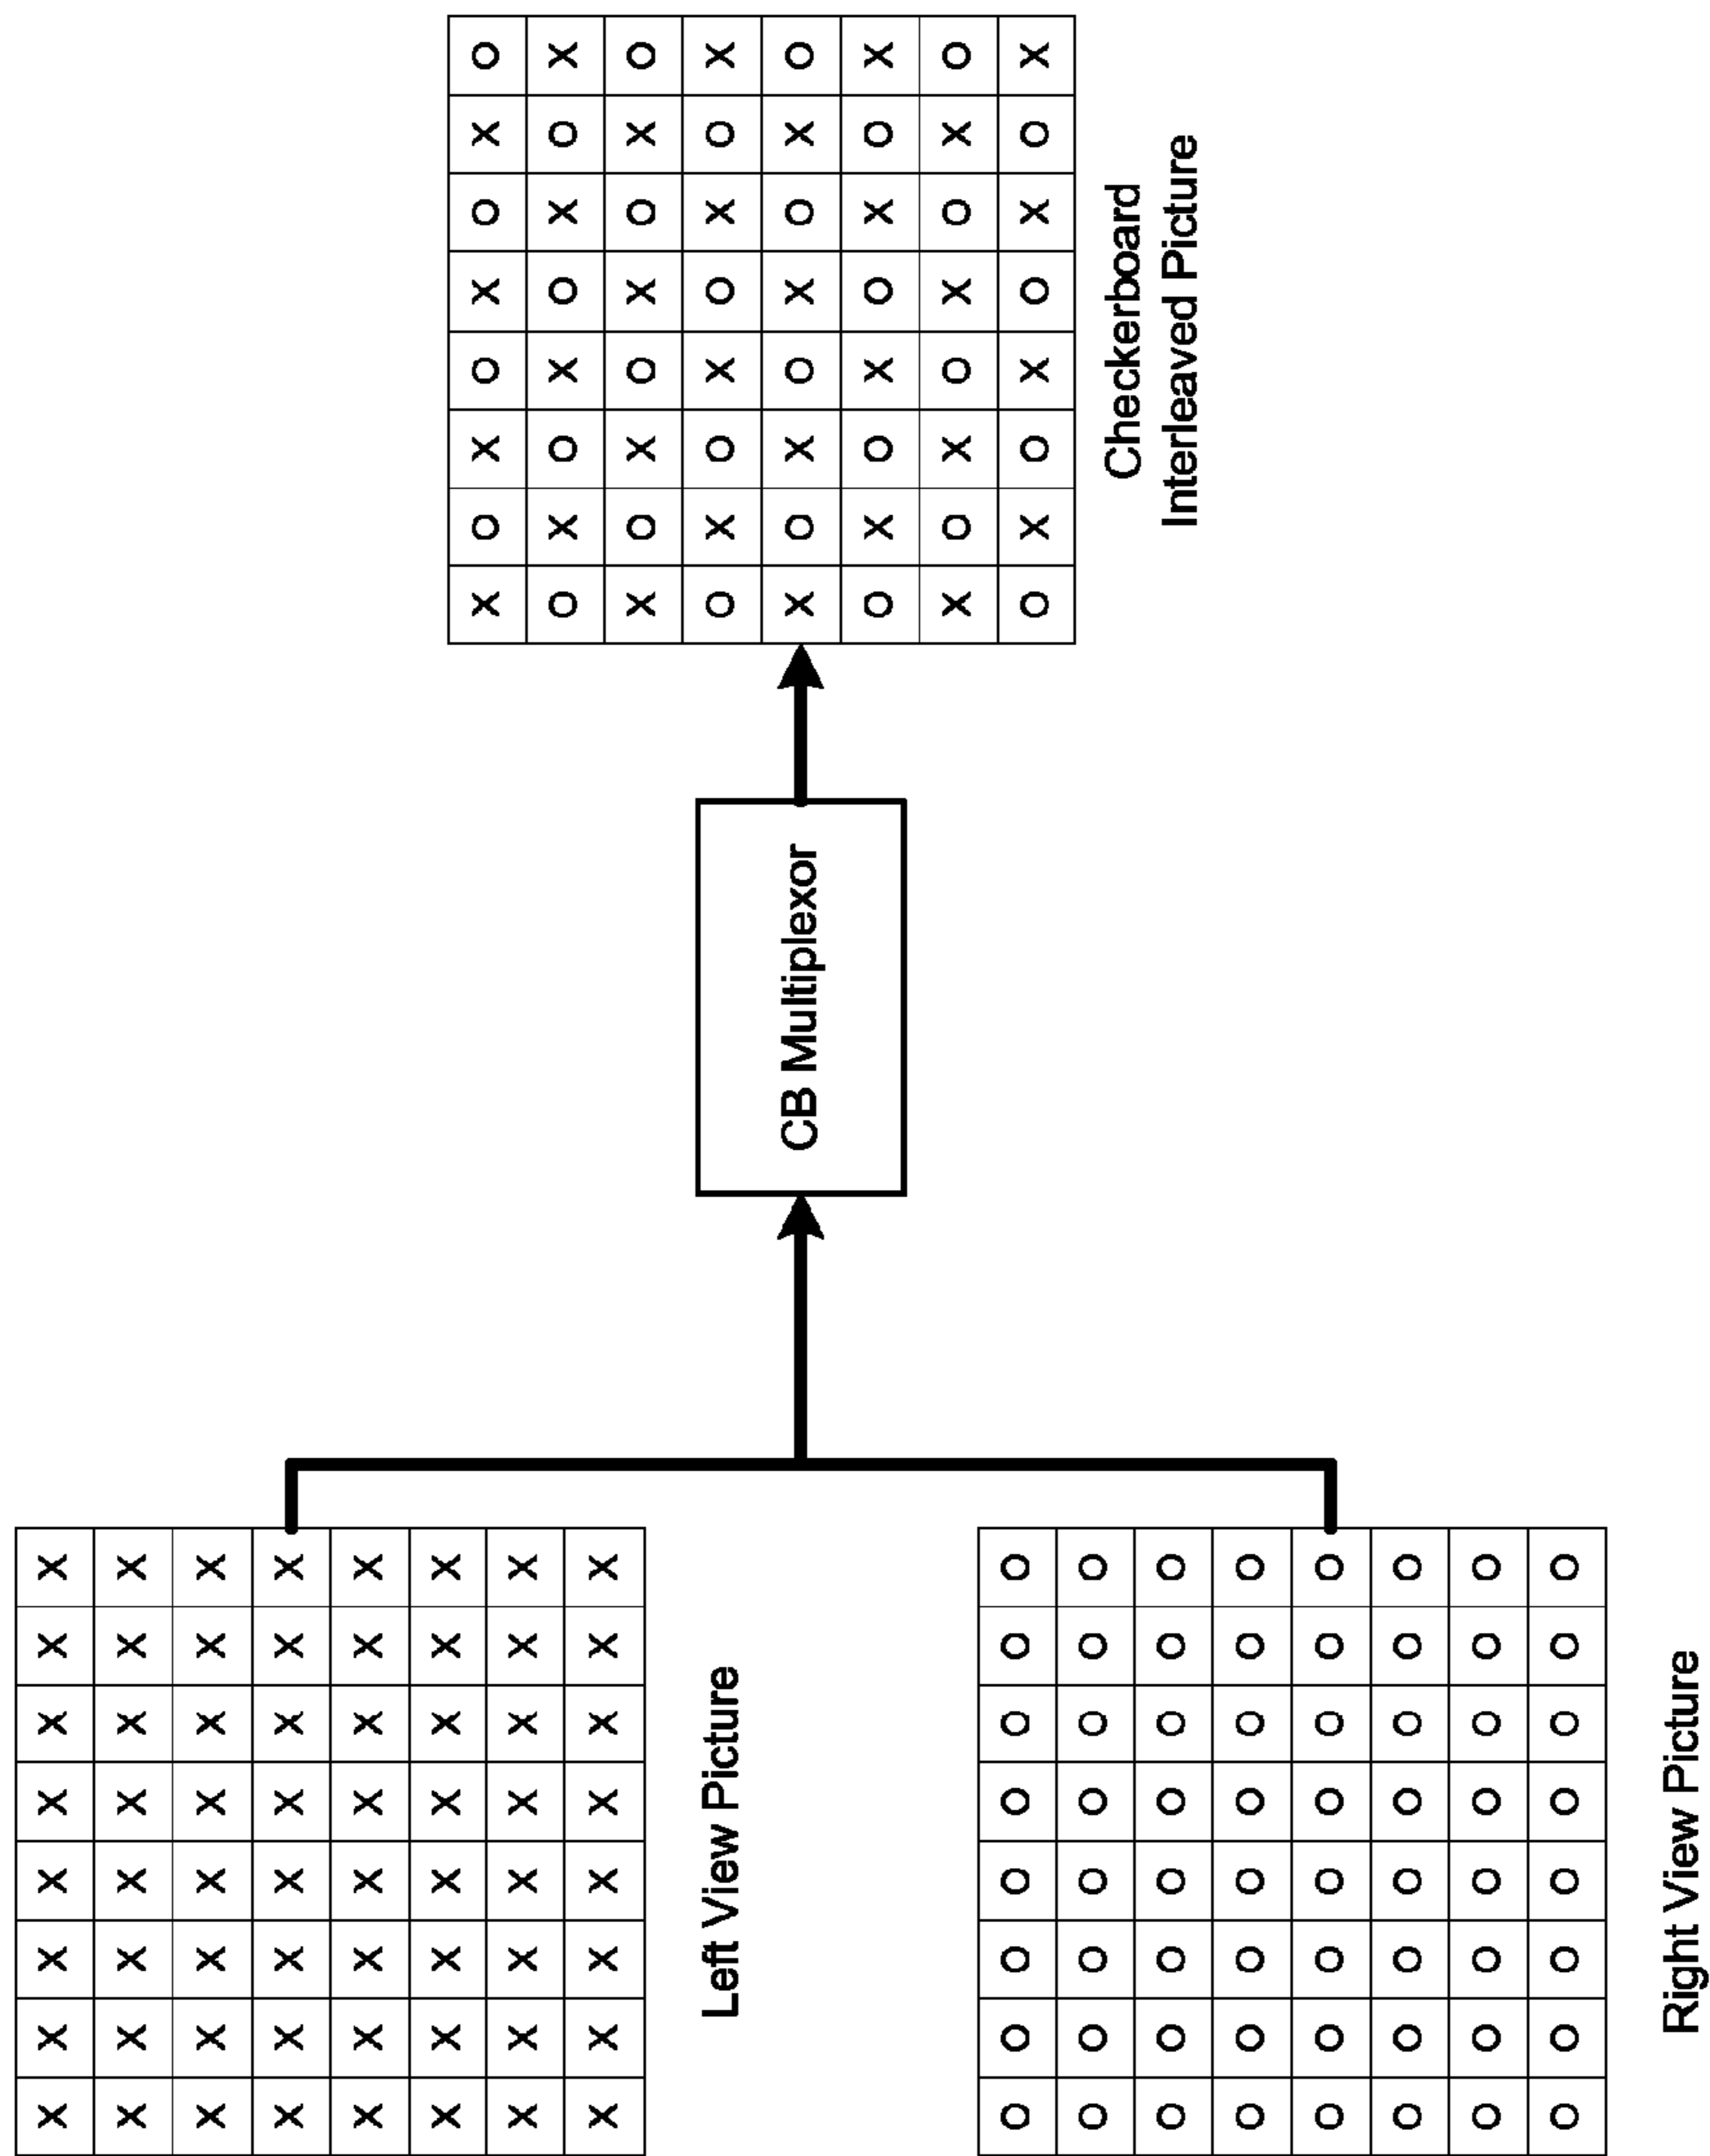 Left View Picture
CB Multiplexor
Checkerboard
Interleaved Picture
Right View Picture